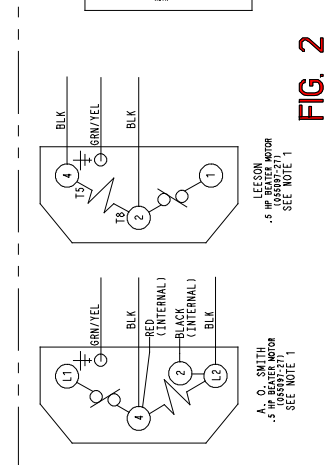 FIG. 2
BLK
GRN/YEL
BLK
4
T5
T8
2
1
LEESON
.5 HP BEATER MOTOR
(055097-27)
SEE NOTE 1
GRN/YEL
BLK
RED
(INTERNAL)
BLACK
(INTERNAL)
BLK
L1
4
2
L2
A. O. SMITH
.5 HP BEATER MOTOR
(055097-27)
SEE NOTE 1